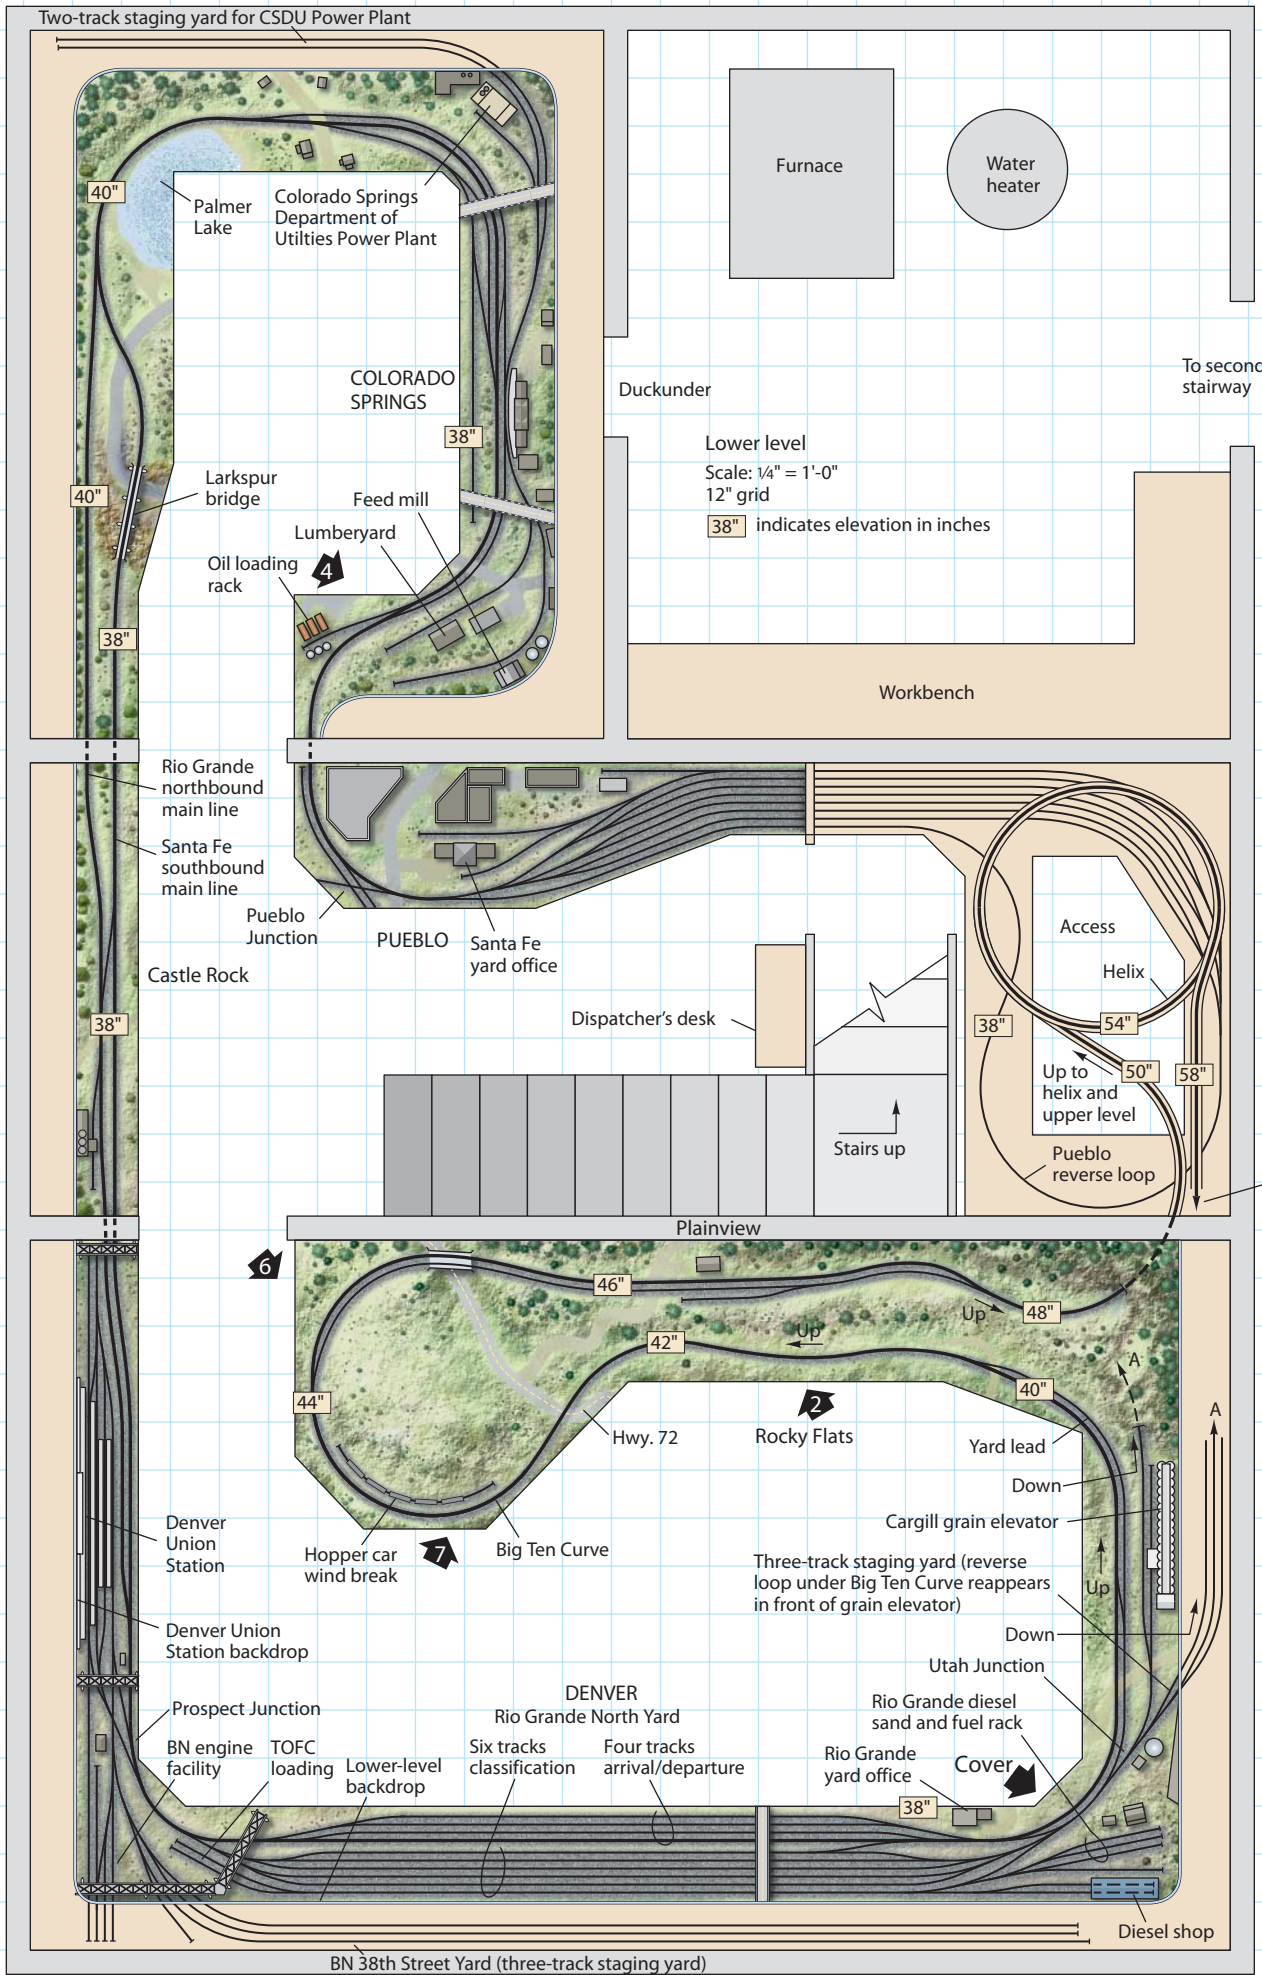 Two-track staging yard for CSDU Power Plant
40"
Palmer
Lake
Colorado Springs
Department of
Utilties Power Plant
Furnace
Water
heater
COLORADO
SPRINGS
38"
Duckunder
To second
stairway
Lower level
Scale: 1/4" = 1'-0"
12" grid
38" indicates elevation in inches
40"
Larkspur
bridge
Feed mill
Lumberyard
Oil loading
rack
4
38"
Workbench
Rio Grande
northbound
main line
Santa Fe
southbound
main line
Pueblo
Junction
PUEBLO
Santa Fe
yard office
Castle Rock
38"
Access
Helix
Dispatcher's desk
38"
54"
Up to
helix and
upper level
50"
58"
Stairs up
Pueblo
reverse loop
Plainview
6
46"
Up
48"
42"
Up
A
44"
40"
2
Rocky Flats
Hwy. 72
A
Yard lead
Down
Cargill grain elevator
Denver
Union
Station
Hopper car
wind break
7
Big Ten Curve
Three-track staging yard (reverse
loop under Big Ten Curve reappears
in front of grain elevator)
Up
Down
Denver Union
Station backdrop
Utah Junction
DENVER
Rio Grande North Yard
Rio Grande diesel
sand and fuel rack
Prospect Junction
BN engine
facility
TOFC
loading
Lower-level
backdrop
Six tracks
classification
Four tracks
arrival/departure
Rio Grande
yard office
Cover
38"
Diesel shop
BN 38th Street Yard (three-track staging yard)